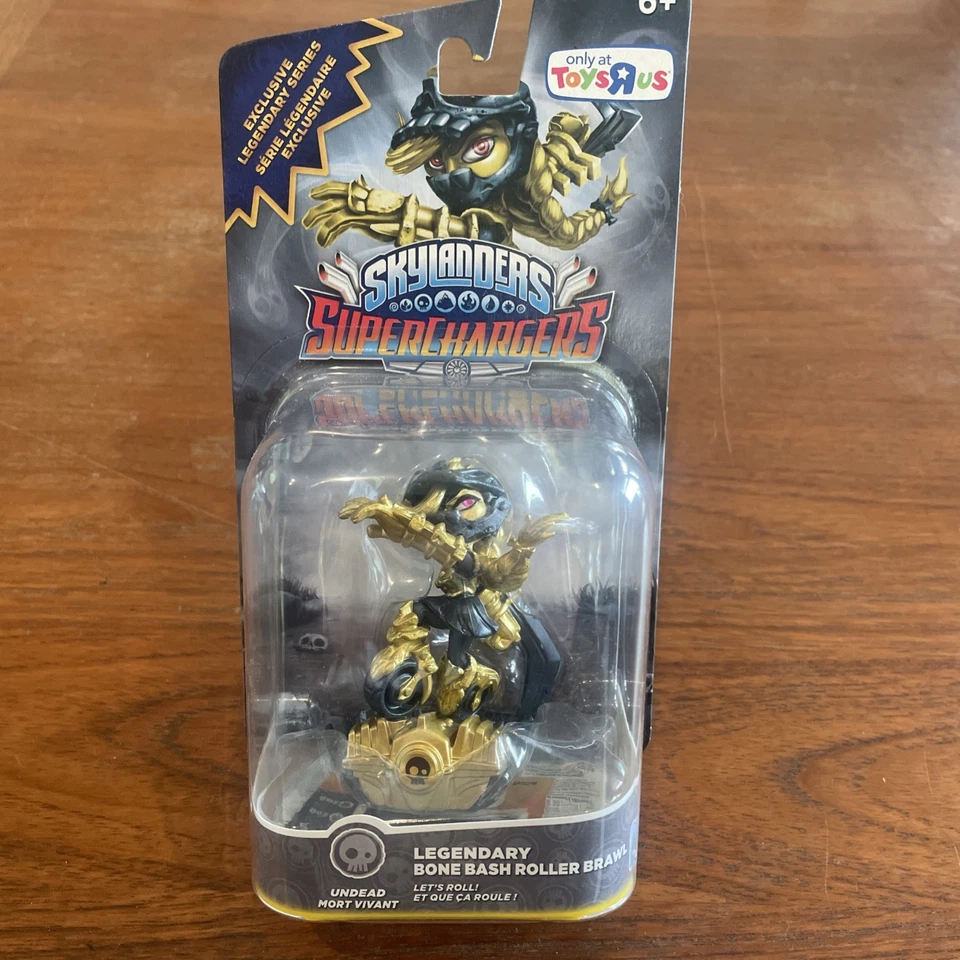 6+
only at
TOYSRUS
EXCLUSIVE
LEGENDARY SERIES
SÉRIE LÉGENDAIRE
EXCLUSIVE
SKYLANDERS
SUPERCHARGERS
LEGENDARY
BONE BASH ROLLER BRAWL
LET'S ROLL!
ET QUE ÇA ROULE !
UNDEAD
MORT VIVANT